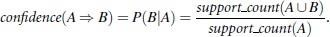 confidence(A ⇒ B) = P(B|A) = support_count(A ∪ B) / support_count(A).